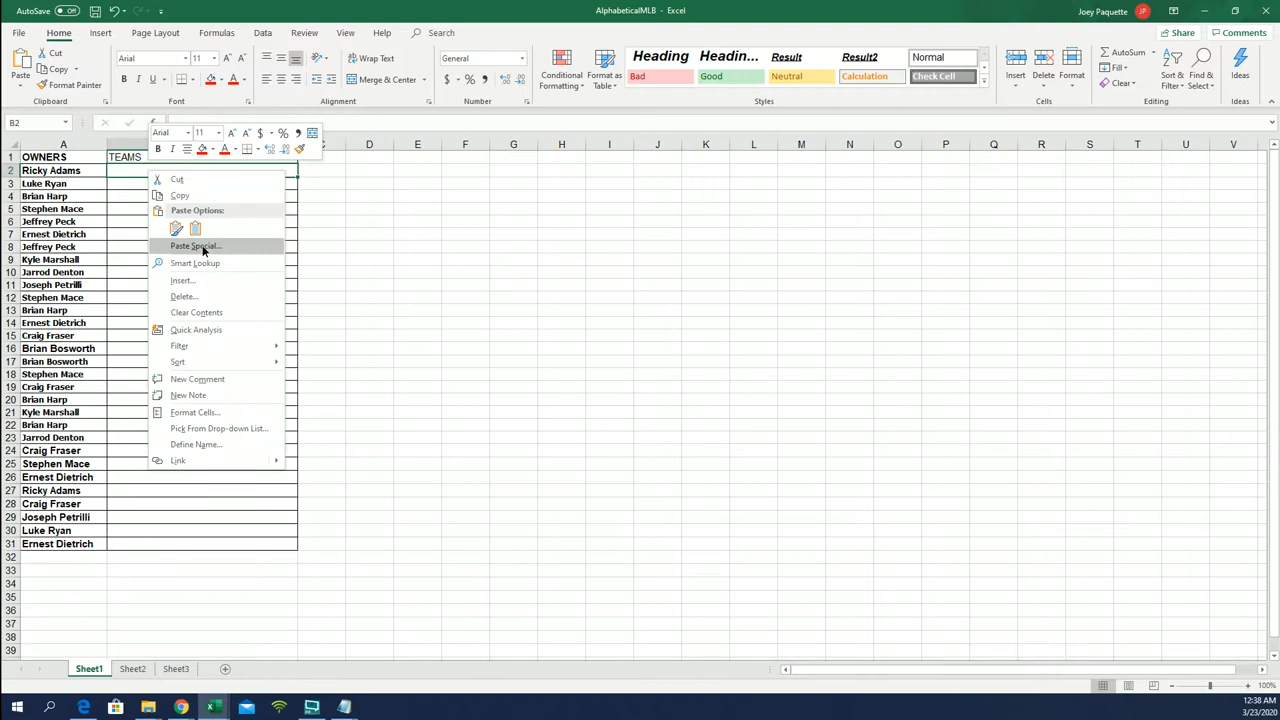 AutoSave Off
AlphabeticalMLB - Excel
Joey Paquette
JP
File Home Insert Page Layout Formulas Data Review View Help Search
Share Comments
Paste
Cut
Copy
Format Painter
Clipboard
Arial 11
B I U
Font
Wrap Text
Merge & Center
Alignment
General
$ % ,
Number
Conditional Formatting
Format as Table
Heading Headin... Result Result2 Normal
Bad Good Neutral Calculation Check Cell
Styles
Insert Delete Format
Cells
AutoSum
Fill
Clear
Sort & Filter
Find & Select
Editing
Ideas
Ideas
B2
Arial 11 $ % ,
B I
A D E F G H I K L M N P Q R S T U V
1 OWNERS TEAMS
2 Ricky Adams
3 Luke Ryan
4 Brian Harp
5 Stephen Mace
6 Jeffrey Peck
7 Ernest Dietrich
8 Jeffrey Peck
9 Kyle Marshall
10 Jarrod Denton
11 Joseph Petrilli
12 Stephen Mace
13 Brian Harp
14 Ernest Dietrich
15 Craig Fraser
16 Brian Bosworth
17 Brian Bosworth
18 Stephen Mace
19 Craig Fraser
20 Brian Harp
21 Kyle Marshall
22 Brian Harp
23 Jarrod Denton
24 Craig Fraser
25 Stephen Mace
26 Ernest Dietrich
27 Ricky Adams
28 Craig Fraser
29 Joseph Petrilli
30 Luke Ryan
31 Ernest Dietrich
32
33
34
35
36
37
38
39
Cut
Copy
Paste Options:
Paste Special...
Smart Lookup
Insert...
Delete...
Clear Contents
Quick Analysis
Filter
Sort
New Comment
New Note
Format Cells...
Pick From Drop-down List...
Define Name...
Link
Sheet1 Sheet2 Sheet3
100%
12:38 AM
3/23/2020